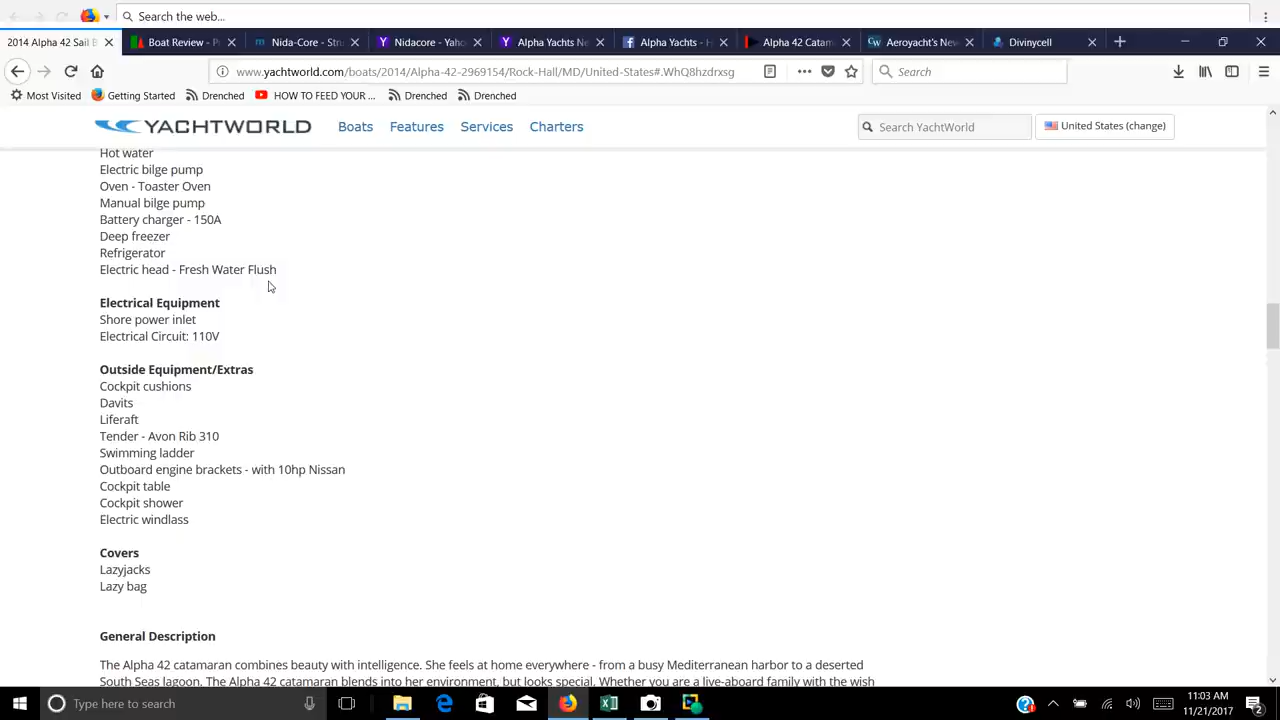 Search the web...
2014 Alpha 42 Sail B
Boat Review - P
Nida-Core - Stru
Nidacore - Yaho
Alpha Yachts Ne
Alpha Yachts - H
Alpha 42 Catam
Aeroyacht's New
Divinycell
www.yachtworld.com/boats/2014/Alpha-42-2969154/Rock-Hall/MD/United-States#.WhQ8hzdrxsg
Search
Most Visited
Getting Started
Drenched
HOW TO FEED YOUR ...
Drenched
Drenched
YACHTWORLD
Boats
Features
Services
Charters
Search YachtWorld
United States (change)
Hot water
Electric bilge pump
Oven - Toaster Oven
Manual bilge pump
Battery charger - 150A
Deep freezer
Refrigerator
Electric head - Fresh Water Flush
Electrical Equipment
Shore power inlet
Electrical Circuit: 110V
Outside Equipment/Extras
Cockpit cushions
Davits
Liferaft
Tender - Avon Rib 310
Swimming ladder
Outboard engine brackets - with 10hp Nissan
Cockpit table
Cockpit shower
Electric windlass
Covers
Lazyjacks
Lazy bag
General Description
The Alpha 42 catamaran combines beauty with intelligence. She feels at home everywhere - from a busy Mediterranean harbor to a deserted
South Seas lagoon. The Alpha 42 catamaran blends into her environment, but looks special. Whether you are a live-aboard family with the wish
Type here to search
11:03 AM
11/21/2017
2